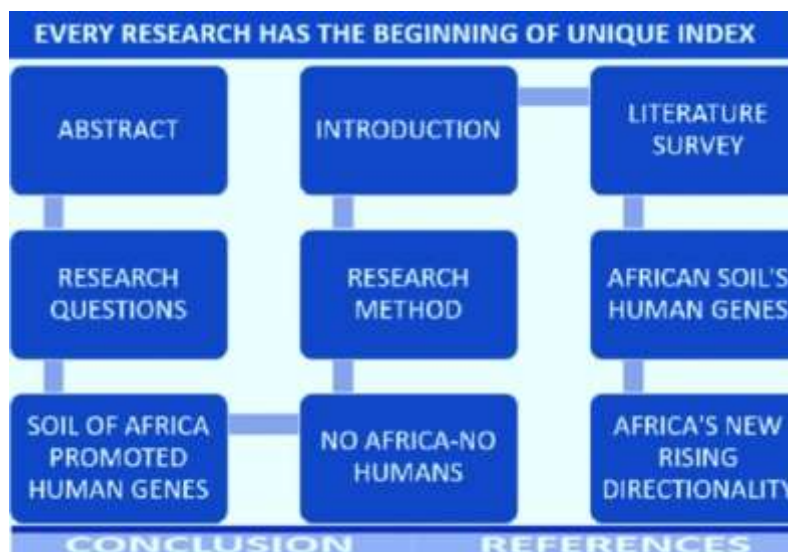 EVERY RESEARCH HAS THE BEGINNING OF UNIQUE INDEX
ABSTRACT
INTRODUCTION
LITERATURE
SURVEY
RESEARCH
QUESTIONS
RESEARCH
METHOD
AFRICAN SOIL'S
HUMAN GENES
SOIL OF AFRICA
PROMOTED
HUMAN GENES
NO AFRICA-NO
HUMANS
AFRICA'S NEW
RISING
DIRECTIONALITY
CONCLUSION
REFERENCES